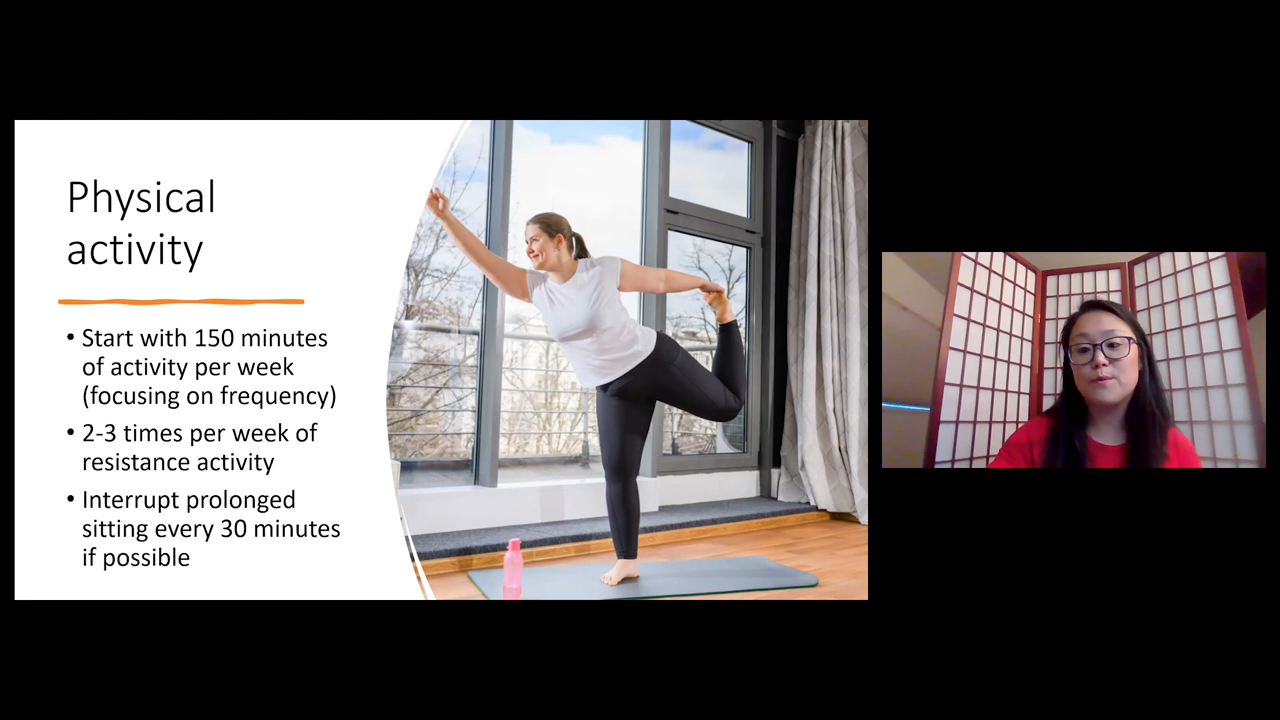 Physical
activity
• Start with 150 minutes
of activity per week
(focusing on frequency)
• 2-3 times per week of
resistance activity
• Interrupt prolonged
sitting every 30 minutes
if possible